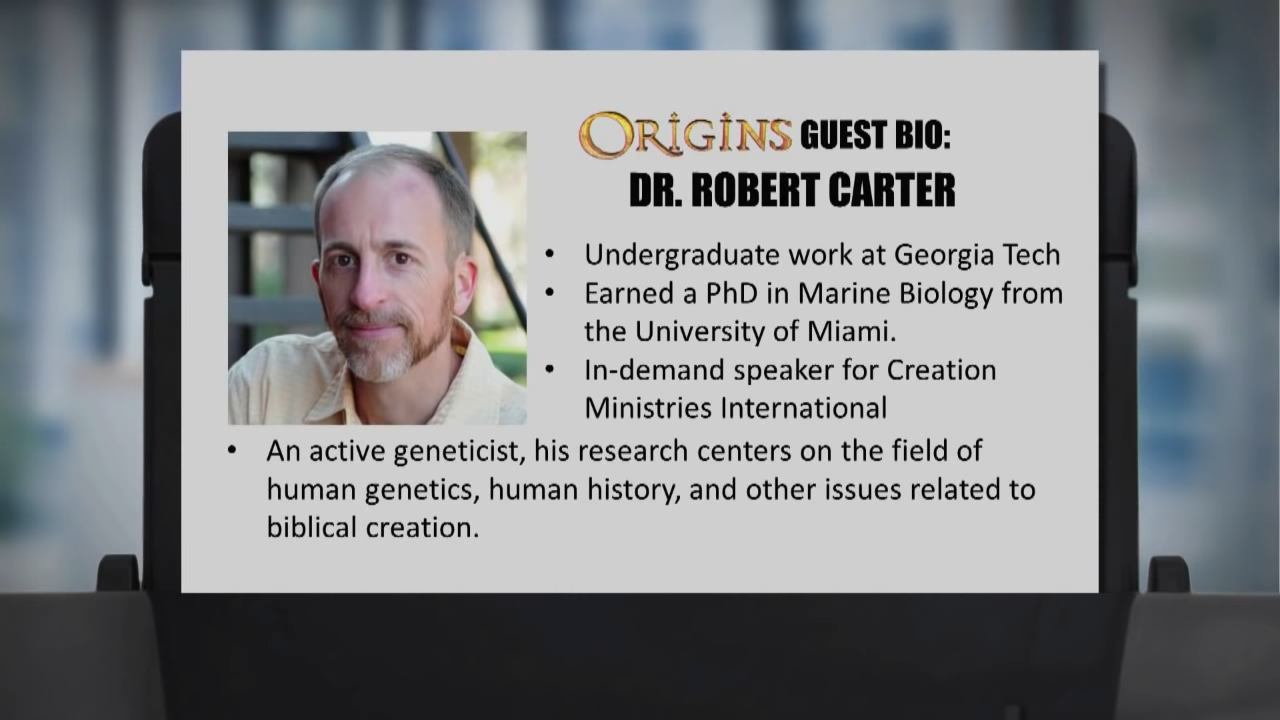 ORIGINS GUEST BIO:
DR. ROBERT CARTER
• Undergraduate work at Georgia Tech
• Earned a PhD in Marine Biology from
the University of Miami.
• In-demand speaker for Creation
Ministries International
• An active geneticist, his research centers on the field of
human genetics, human history, and other issues related to
biblical creation.